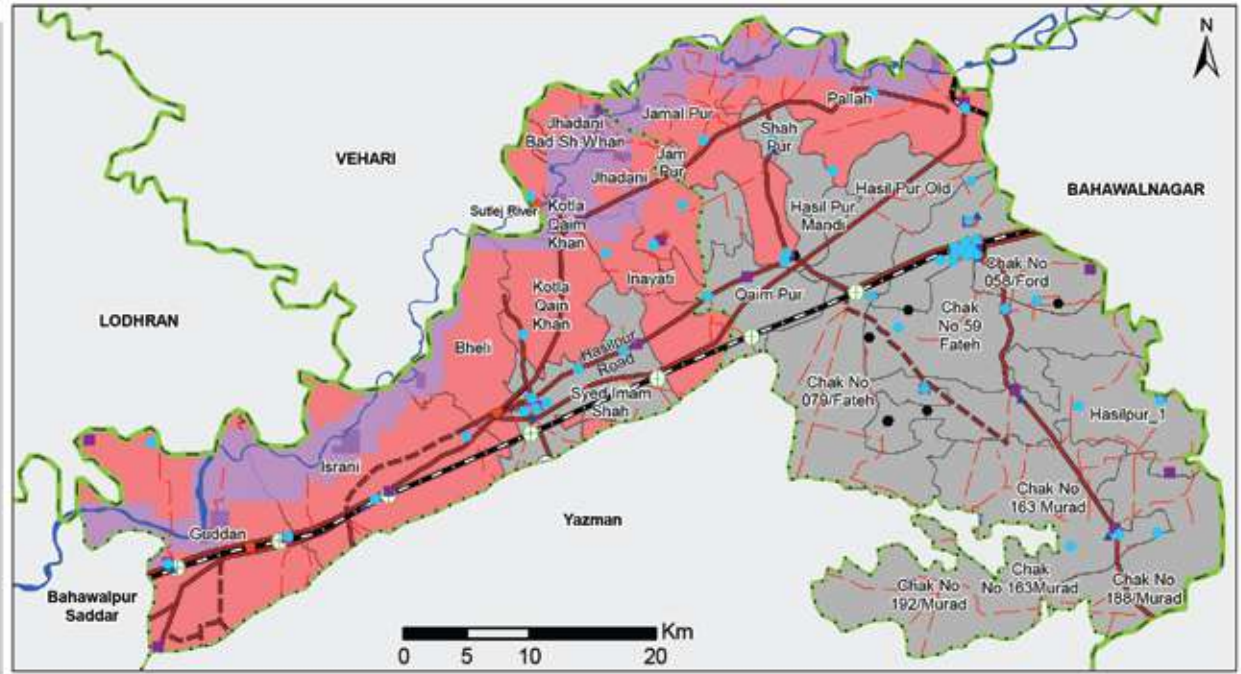 N
Pallah
Jamal Pur
Jhadani
Bad Sh Whan
Shah
Pur
VEHARI
Jam
Pur
Jhadani
Hasil Pur Old
BAHAWALNAGAR
Sutlej River
Kotla
Qaim
Khan
Hasil Pur
Mandi
Inayati
Chak No
058/Ford
Kotla
Qain
Khan
Qaim Pur
Chak
No 59
Fateh
LODHRAN
Bheli
Hasilpur
Road
Syed Imam
Shah
Chak No
079/Fateh
Hasilpur_1
Israni
Chak No
163 Murad
Yazman
Guddan
Bahawalpur
Saddar
Chak No
192/Murad
Chak
No 163Murad
Chak No
188/Murad
Km
0 5 10 20